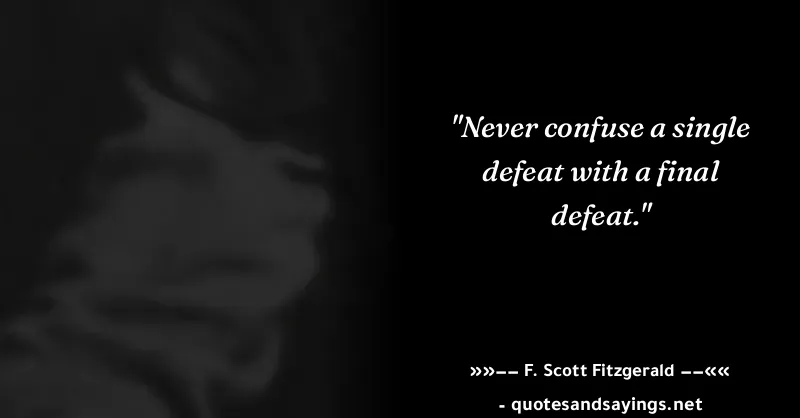 "Never confuse a single
defeat with a final
defeat."
»»–– F. Scott Fitzgerald ––««
- quotesandsayings.net